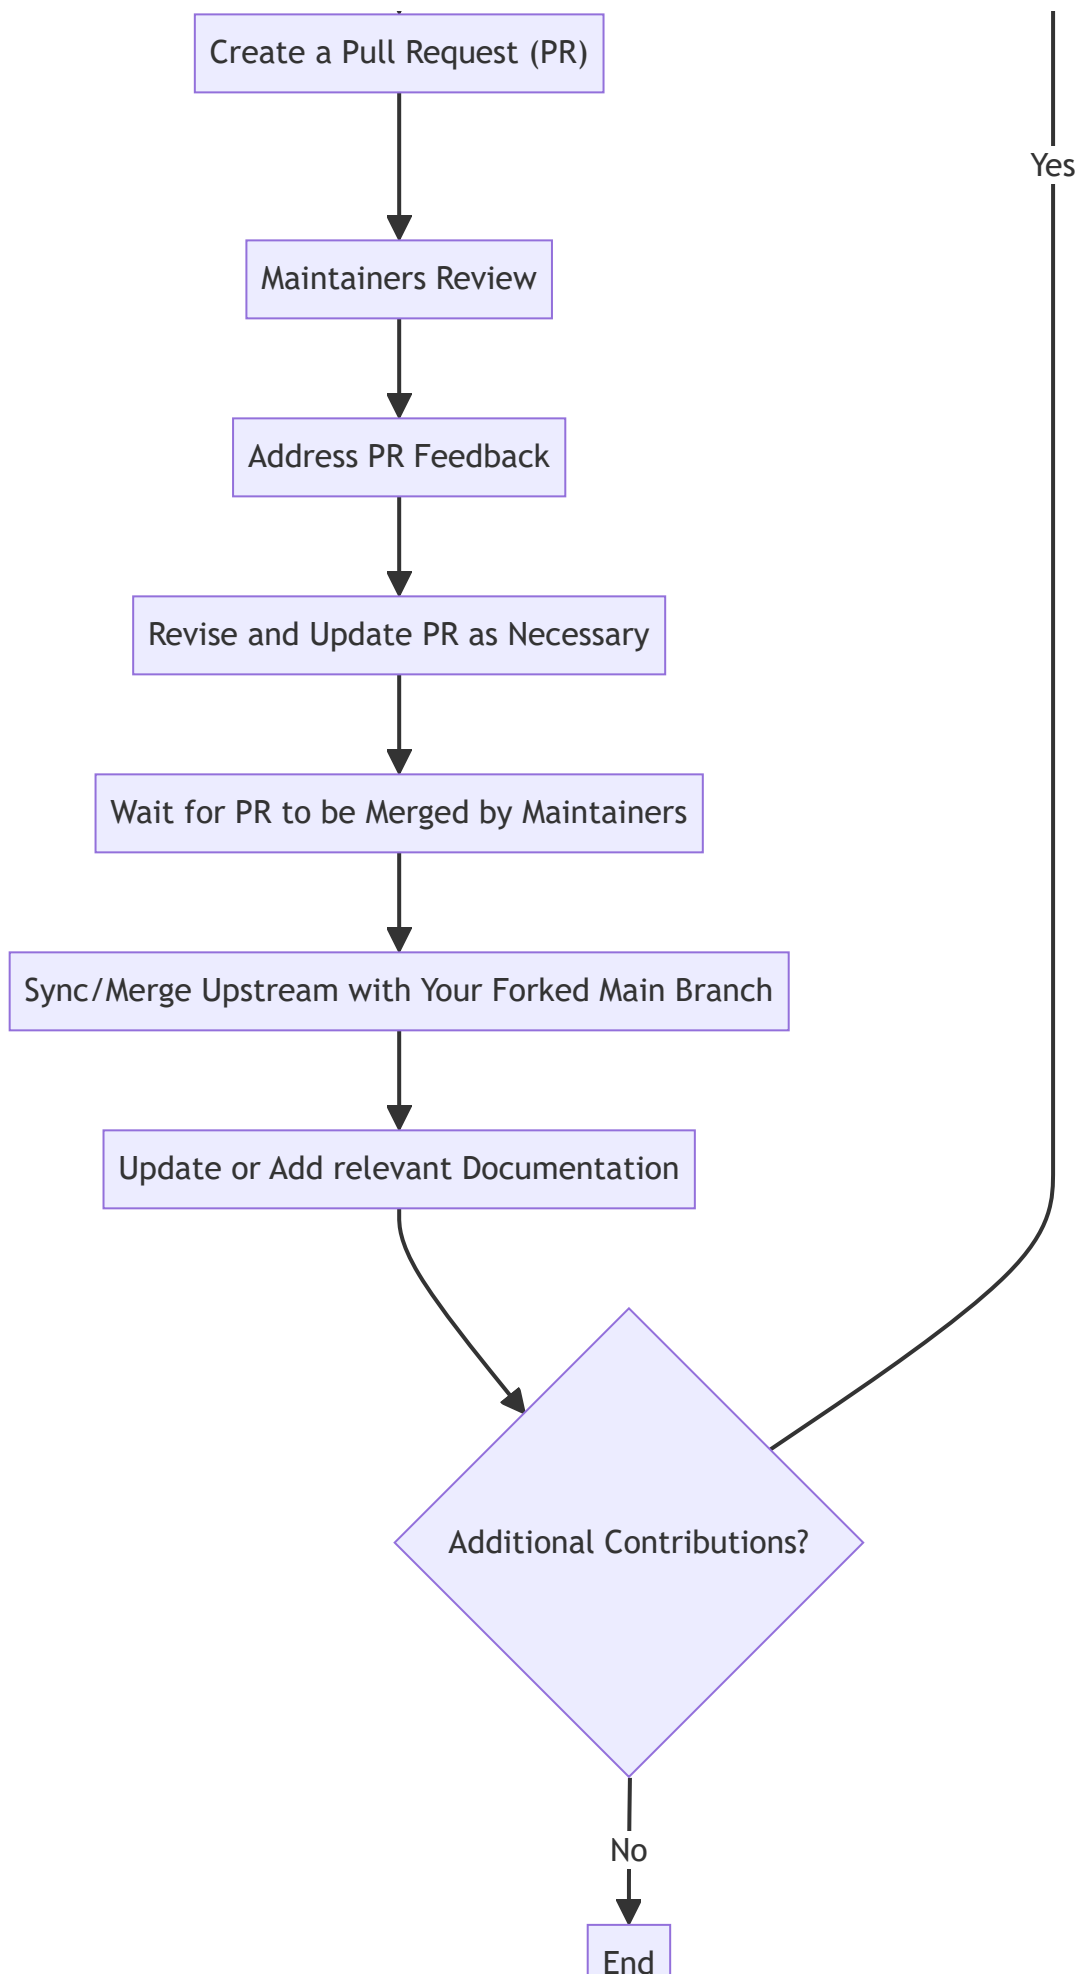 Create a Pull Request (PR)
Yes
Maintainers Review
Address PR Feedback
Revise and Update PR as Necessary
Wait for PR to be Merged by Maintainers
Sync/Merge Upstream with Your Forked Main Branch
Update or Add relevant Documentation
Additional Contributions?
No
End